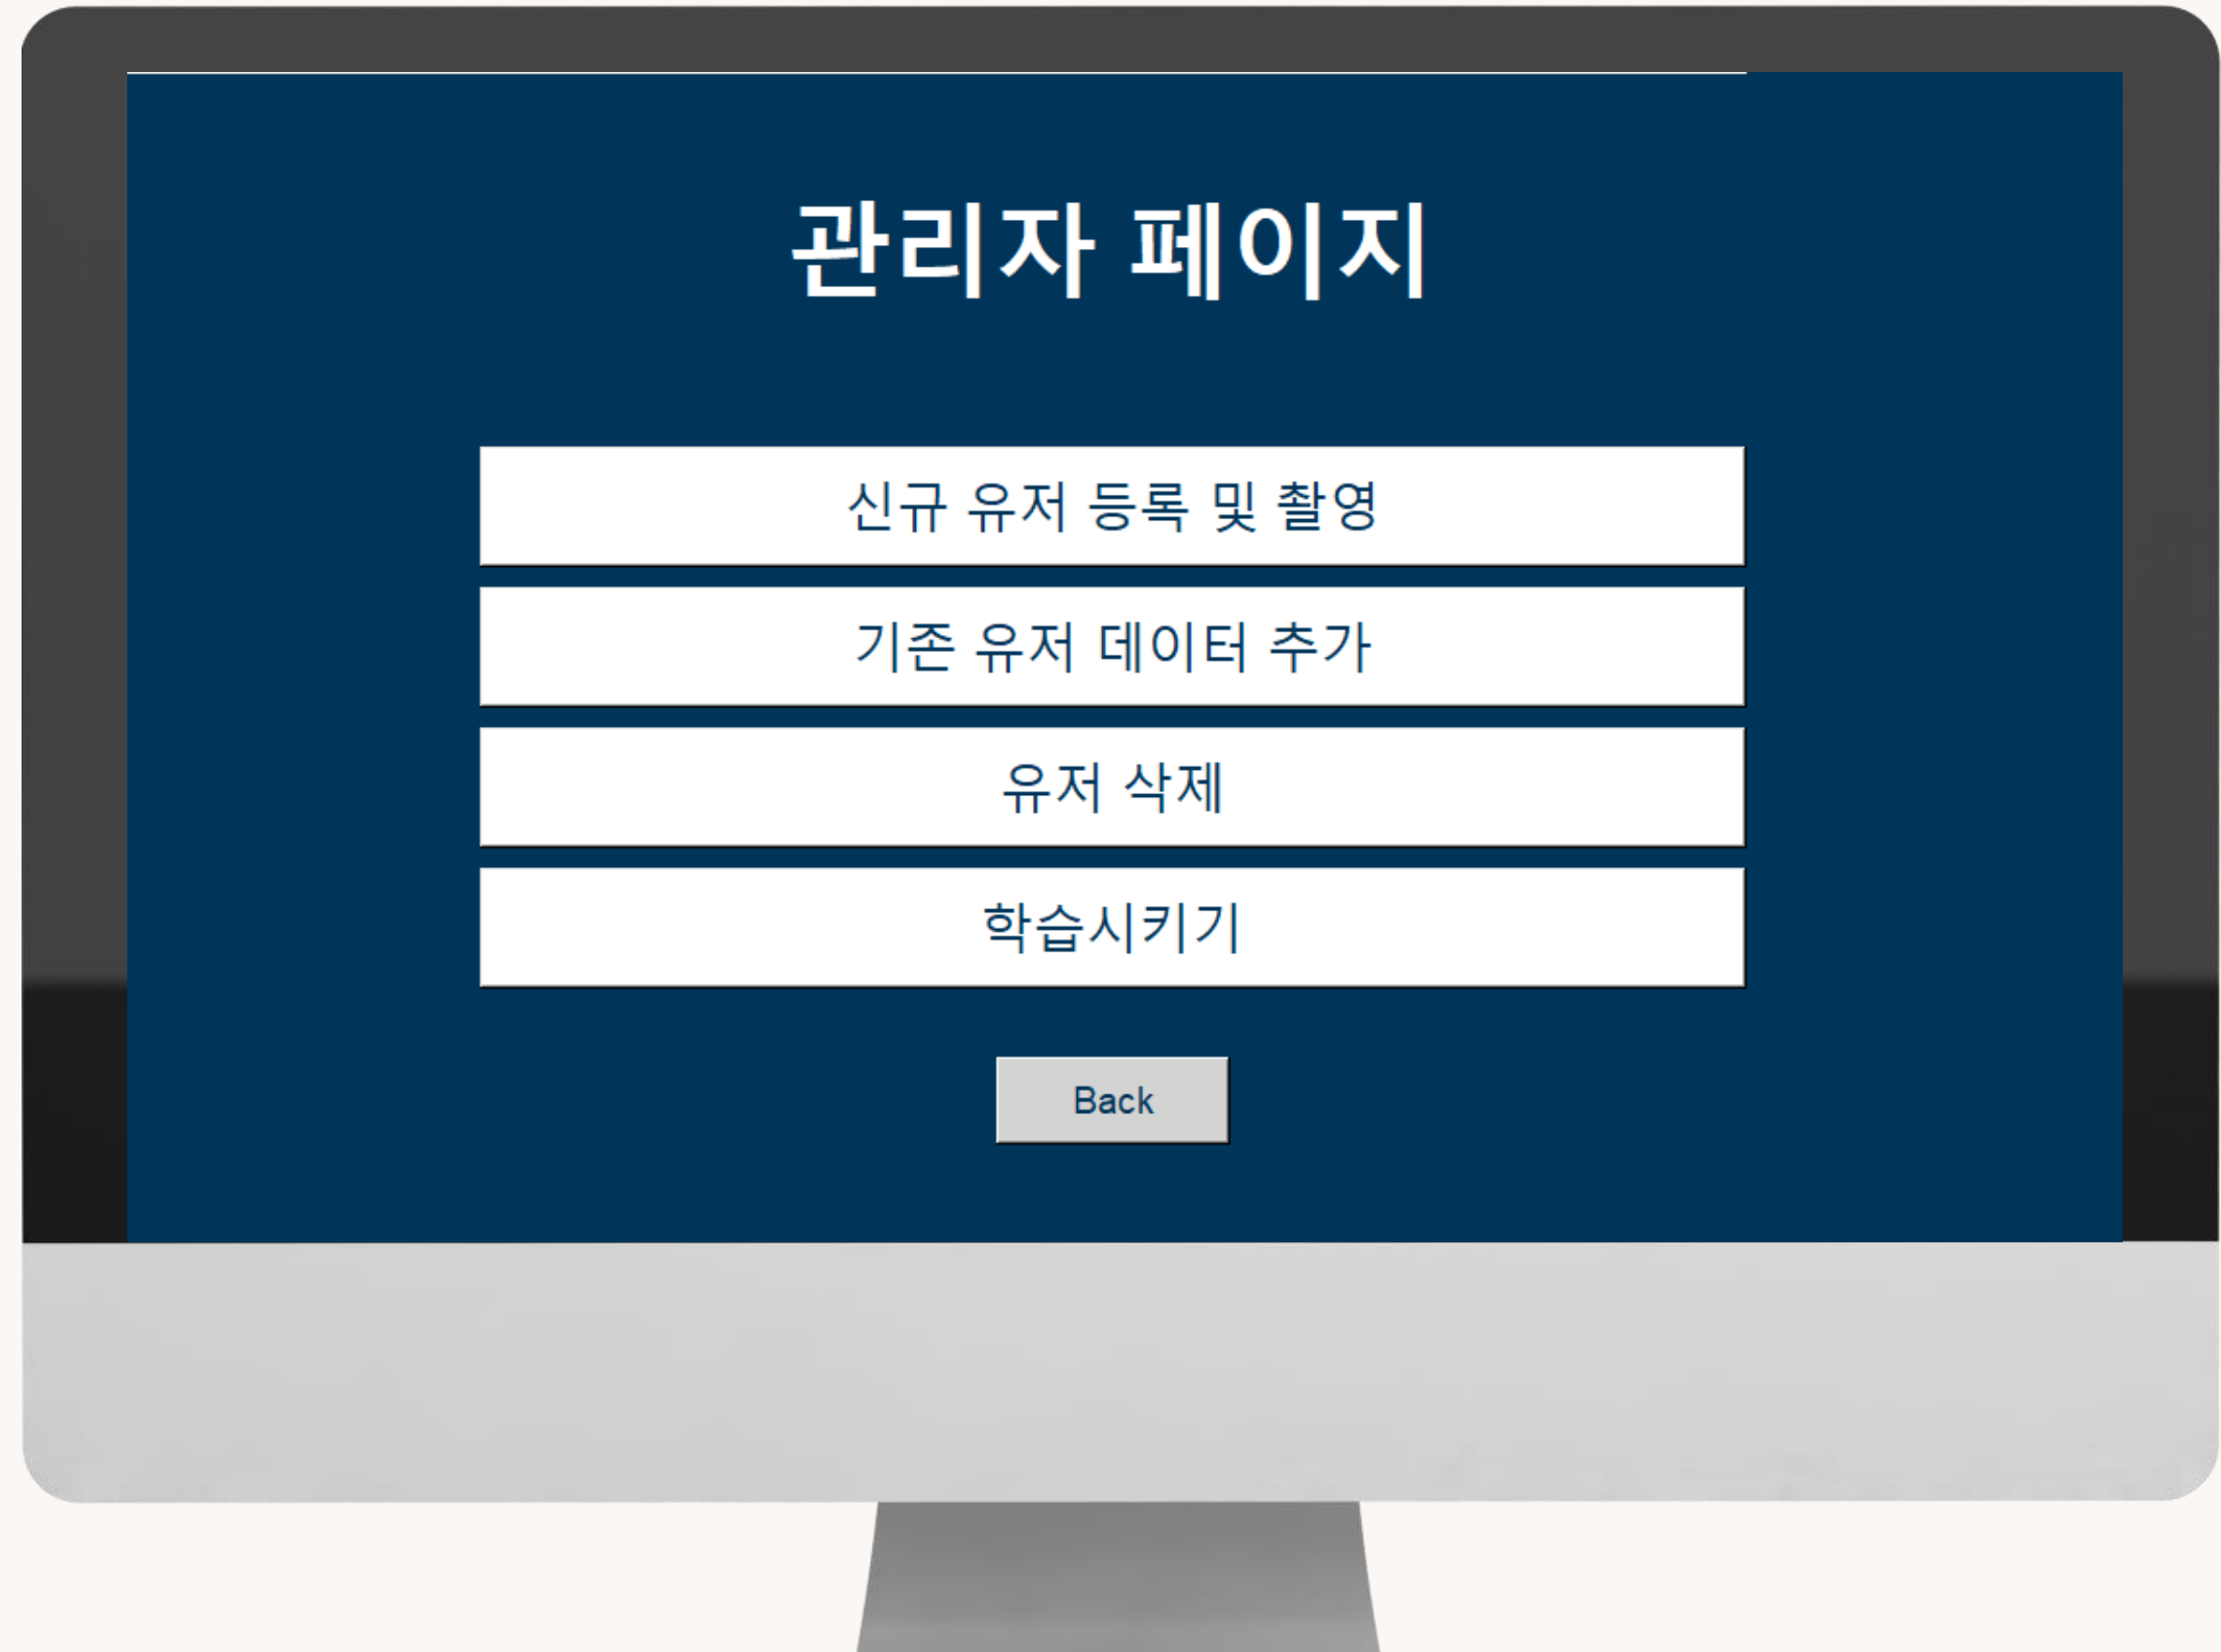 관리자 페이지
신규 유저 등록 및 촬영
기존 유저 데이터 추가
유저 삭제
학습시키기
Back